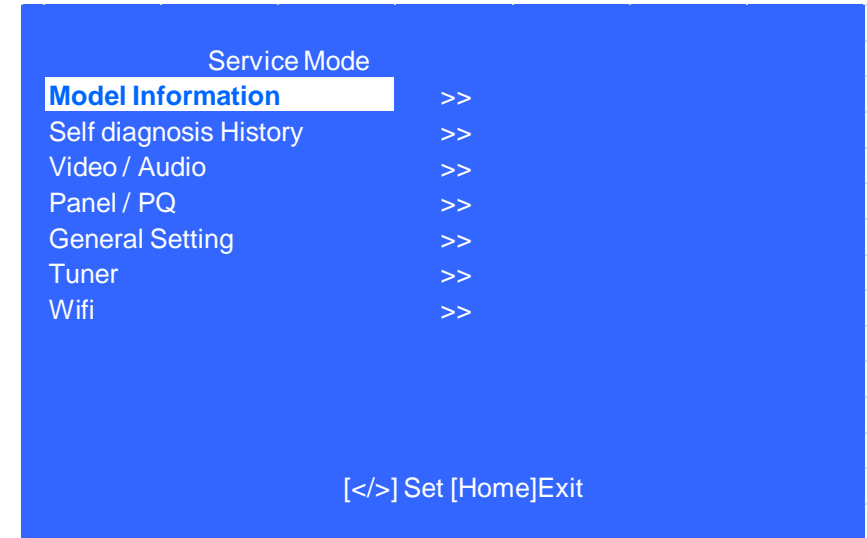 Service Mode
Model Information >>
Self diagnosis History >>
Video / Audio >>
Panel / PQ >>
General Setting >>
Tuner >>
Wifi >>
[</>] Set [Home]Exit